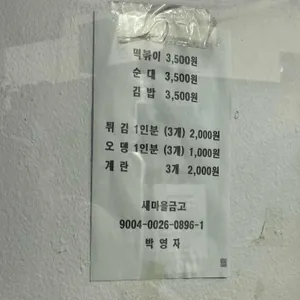 떡볶이 3,500원
순 대 3,500원
김 밥 3,500원
튀 김 1인분 (3개) 2,000원
오 뎅 1인분 (3개) 1,000원
계 란 3개 2,000원
새마을금고
9004-0026-0896-1
박 영 자